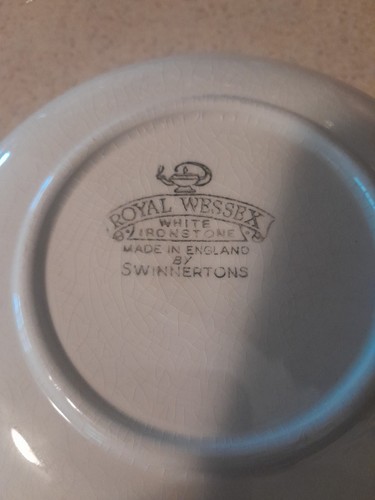 ROYAL WESSEX
WHITE
IRONSTONE
MADE IN ENGLAND
BY
SWINNERTONS